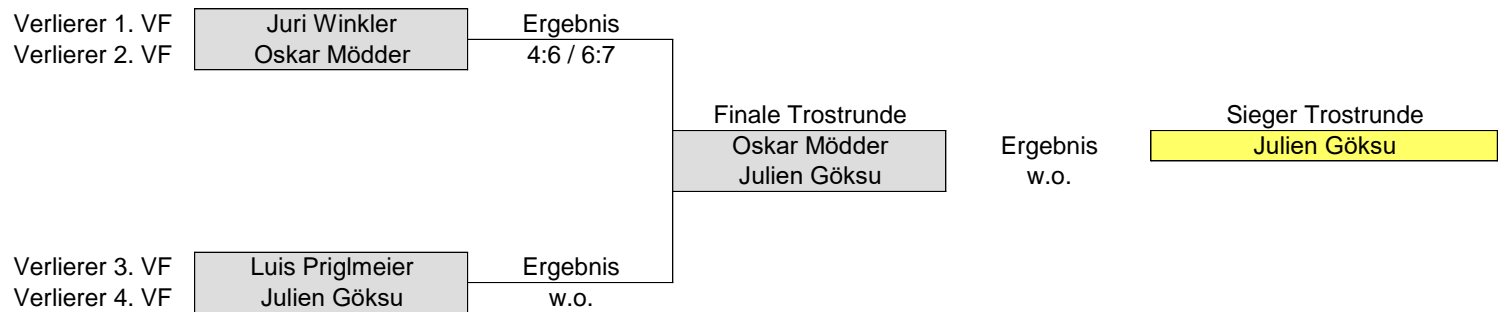 Verlierer 1. VF Juri Winkler Ergebnis
Verlierer 2. VF Oskar Mödder 4:6 / 6:7
Finale Trostrunde Sieger Trostrunde
Oskar Mödder Ergebnis Julien Göksu
Julien Göksu w.o.
Verlierer 3. VF Luis Priglmeier Ergebnis
Verlierer 4. VF Julien Göksu w.o.